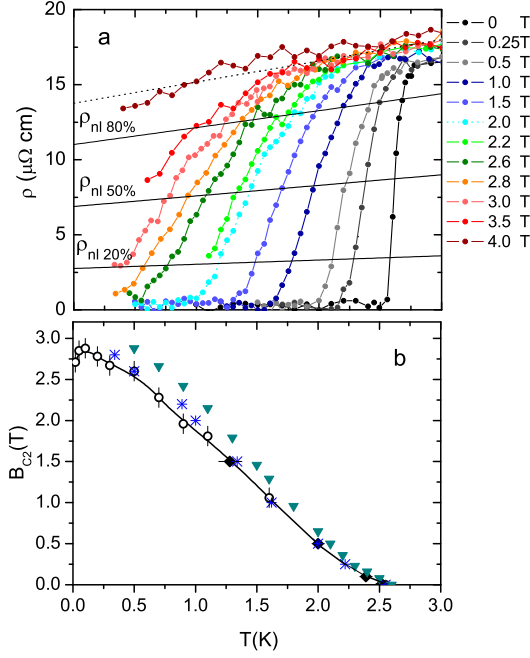 a
ρ (μΩ cm)
20
15
10
5
0
ρnl 80%
ρnl 50%
ρnl 20%
0 T
0.25T
0.5 T
1.0 T
1.5 T
2.0 T
2.2 T
2.6 T
2.8 T
3.0 T
3.5 T
4.0 T
b
BC2(T)
3.0
2.5
2.0
1.5
1.0
0.5
0.0
0.0 0.5 1.0 1.5 2.0 2.5 3.0
T(K)